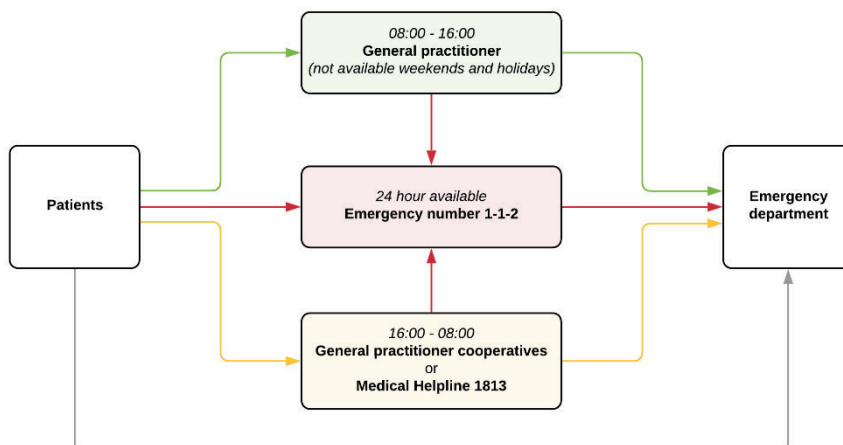 08:00 - 16:00
General practitioner
(not available weekends and holidays)
Patients
24 hour available
Emergency number 1-1-2
Emergency
department
16:00 - 08:00
General practitioner cooperatives
or
Medical Helpline 1813